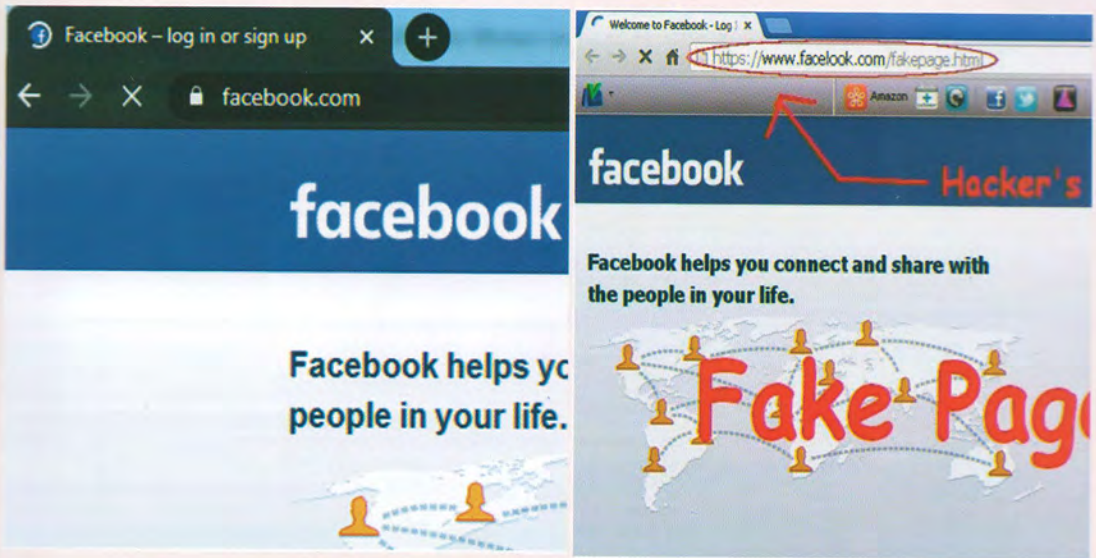 Facebook – log in or sign up
facebook.com
facebook
Facebook helps yo
people in your life.
Welcome to Facebook - Log
https://www.facelook.com/fakepage.html
Amazon
facebook
Hacker's
Facebook helps you connect and share with
the people in your life.
Fake Page